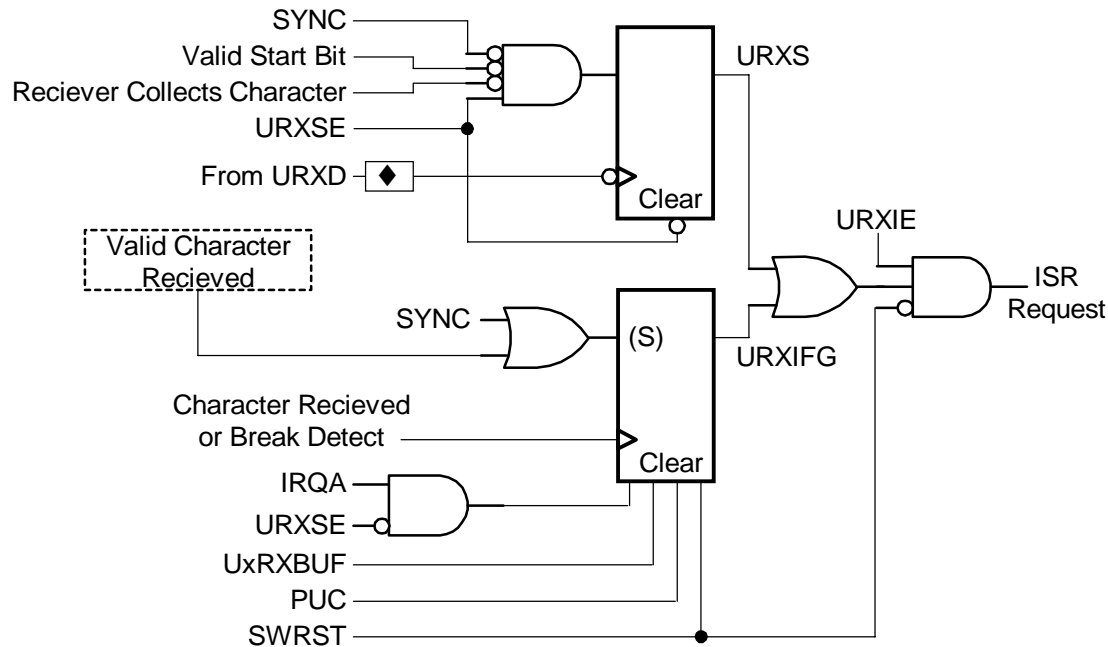 SYNC
Valid Start Bit
Reciever Collects Character
URXSE
From URXD
URXS
Clear
Valid Character
Recieved
SYNC
(S)
URXIFG
URXIE
ISR
Request
Character Recieved
or Break Detect
Clear
IRQA
URXSE
UxRXBUF
PUC
SWRST